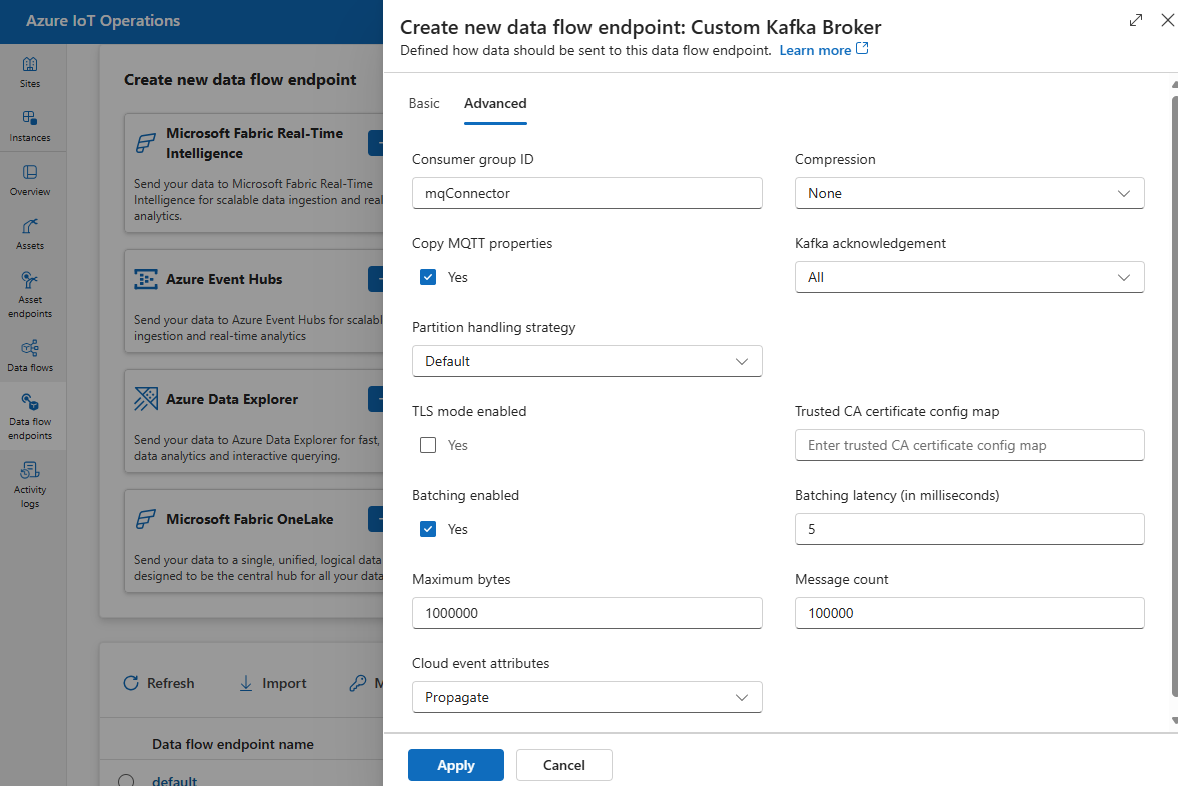 Azure IoT Operations
Sites
Instances
Overview
Assets
Asset
endpoints
Data flows
Data flow
endpoints
Activity
logs
Create new data flow endpoint
Microsoft Fabric Real-Time
Intelligence
Send your data to Microsoft Fabric Real-Time
Intelligence for scalable data ingestion and real
analytics.
Azure Event Hubs
Send your data to Azure Event Hubs for scalabl
ingestion and real-time analytics
Azure Data Explorer
Send your data to Azure Data Explorer for fast,
data analytics and interactive querying.
Microsoft Fabric OneLake
Send your data to a single, unified, logical data
designed to be the central hub for all your data
Refresh
Import
M
Data flow endpoint name
default
Create new data flow endpoint: Custom Kafka Broker
Defined how data should be sent to this data flow endpoint. Learn more
Basic
Advanced
Consumer group ID
mqConnector
Compression
None
Copy MQTT properties
Yes
Kafka acknowledgement
All
Partition handling strategy
Default
TLS mode enabled
Yes
Trusted CA certificate config map
Enter trusted CA certificate config map
Batching enabled
Yes
Batching latency (in milliseconds)
5
Maximum bytes
1000000
Message count
100000
Cloud event attributes
Propagate
Apply
Cancel